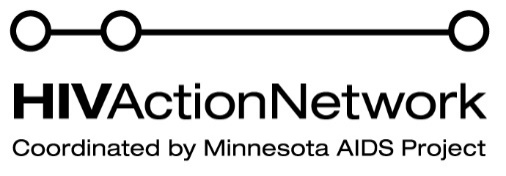 HIVActionNetwork
Coordinated by Minnesota AIDS Project